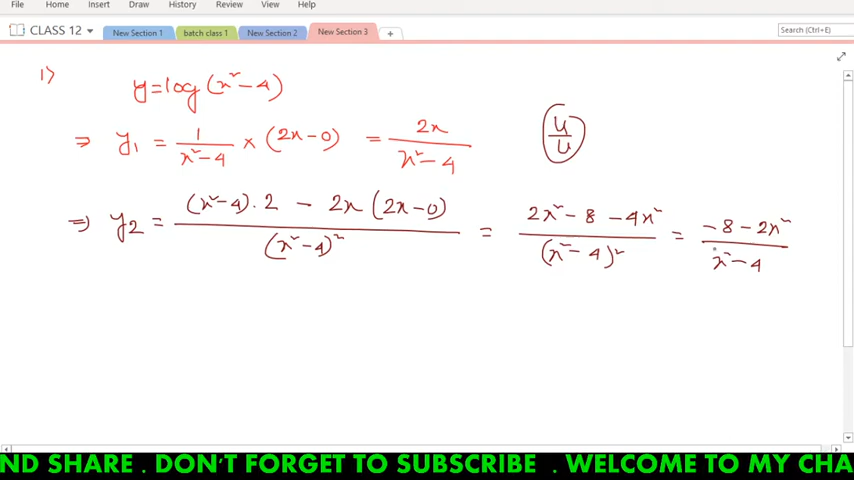 File Home Insert Draw History Review View Help
CLASS 12 New Section 1 batch class 1 New Section 2 New Section 3 + Search (Ctrl+E)
1)
y=log(x²-4)
⇒ y₁ = 1/(x²-4) × (2x-0) = 2x/(x²-4)
u/u
⇒ y₂ = ((x²-4).2 - 2x(2x-0))/(x²-4)² = (2x²-8-4x²)/(x²-4)² = (-8-2x²)/(x²-4)
ND SHARE . DON'T FORGET TO SUBSCRIBE . WELCOME TO MY CHA